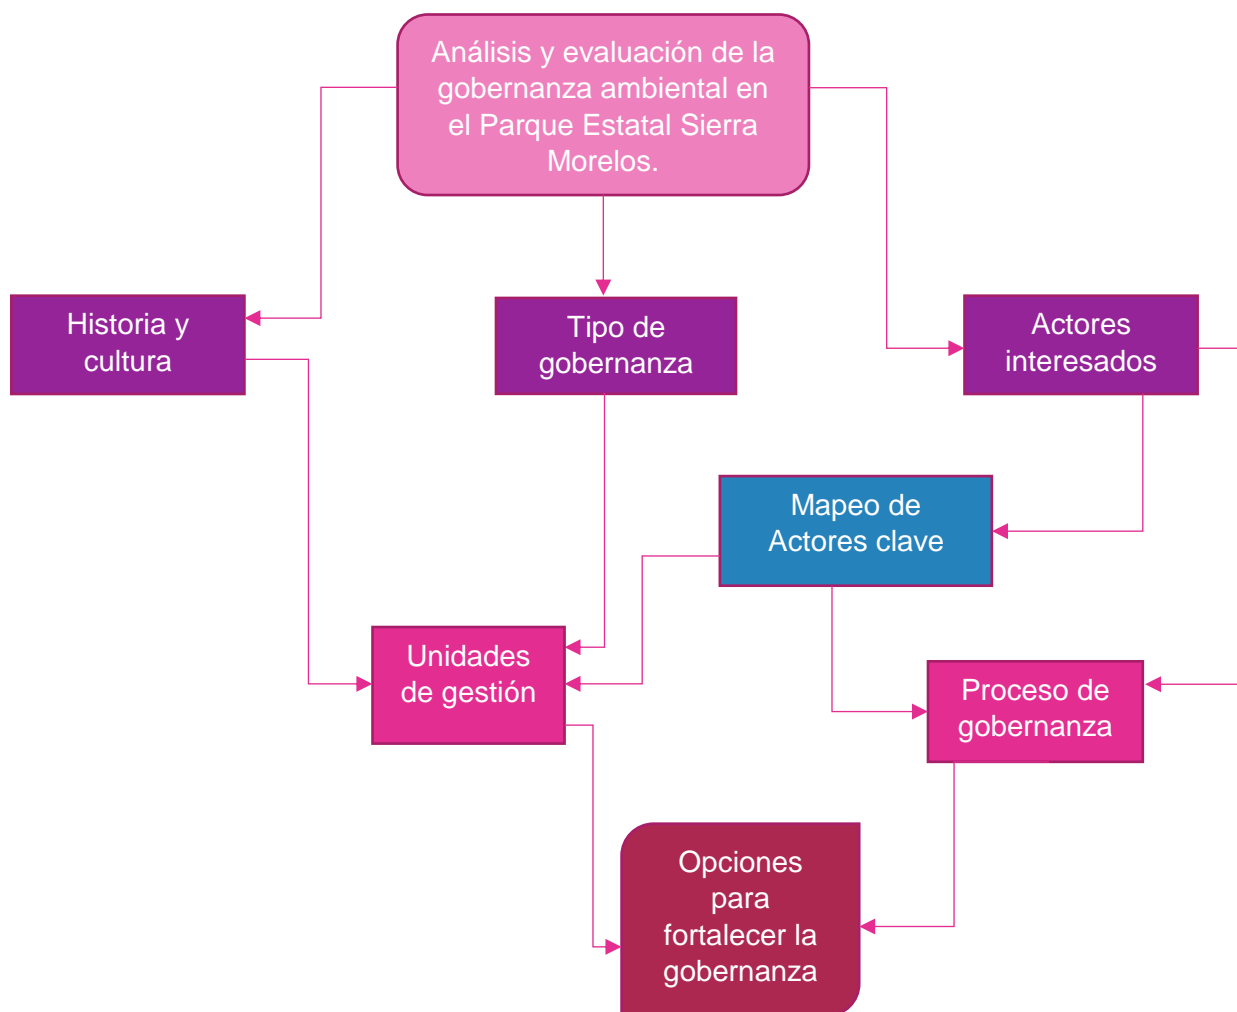 Análisis y evaluación de la
gobernanza ambiental en
el Parque Estatal Sierra
Morelos.
Historia y
cultura
Tipo de
gobernanza
Actores
interesados
Mapeo de
Actores clave
Unidades
de gestión
Proceso de
gobernanza
Opciones
para
fortalecer la
gobernanza